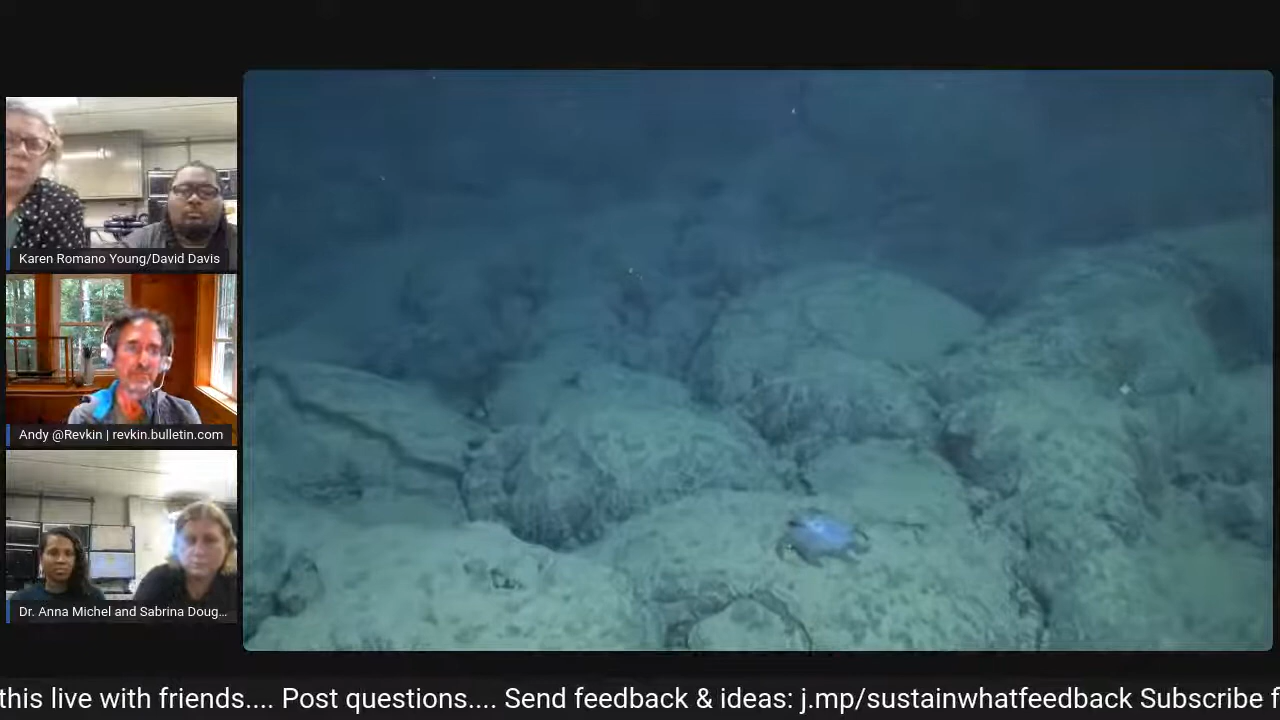 Karen Romano Young/David Davis
Andy @Revkin | revkin.bulletin.com
Dr. Anna Michel and Sabrina Doug...
this live with friends.... Post questions.... Send feedback & ideas: j.mp/sustainwhatfeedback Subscribe f